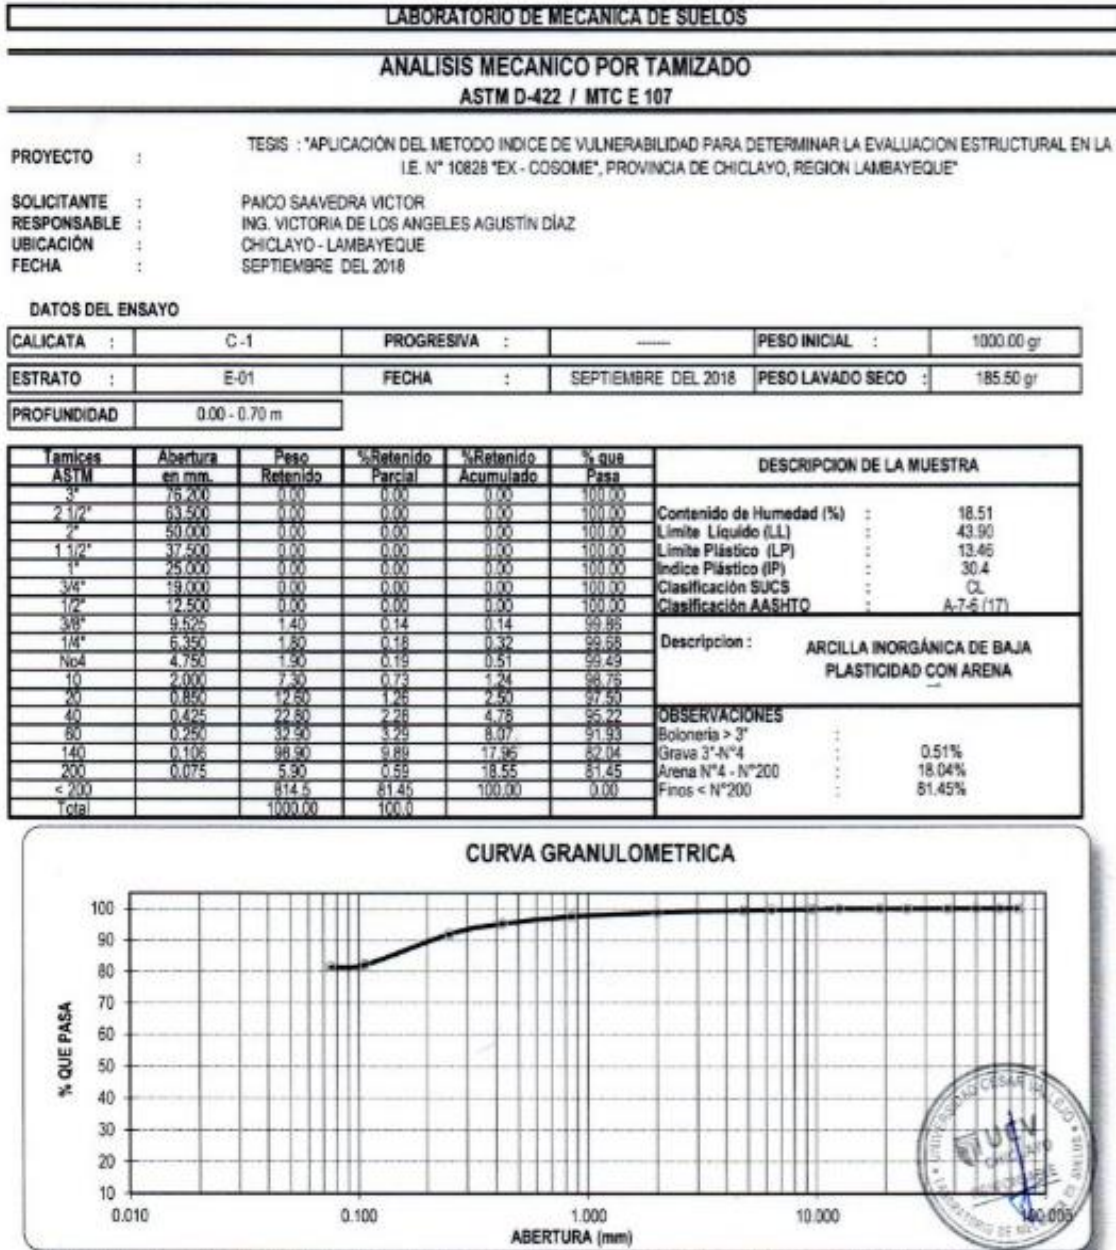 LABORATORIO DE MECANICA DE SUELOS
ANALISIS MECANICO POR TAMIZADO
ASTM D-422 / MTC E 107
PROYECTO : TESIS : "APLICACIÓN DEL METODO INDICE DE VULNERABILIDAD PARA DETERMINAR LA EVALUACION ESTRUCTURAL EN LA
I.E. N° 10828 "EX - COSOME", PROVINCIA DE CHICLAYO, REGION LAMBAYEQUE"
SOLICITANTE : PAICO SAAVEDRA VICTOR
RESPONSABLE : ING. VICTORIA DE LOS ANGELES AGUSTÍN DÍAZ
UBICACIÓN : CHICLAYO - LAMBAYEQUE
FECHA : SEPTIEMBRE DEL 2018
DATOS DEL ENSAYO
CALICATA : C -1 PROGRESIVA : ------- PESO INICIAL : 1000.00 gr
ESTRATO : E-01 FECHA : SEPTIEMBRE DEL 2018 PESO LAVADO SECO : 185.50 gr
PROFUNDIDAD 0.00 - 0.70 m
Tamices Abertura Peso %Retenido %Retenido % que
ASTM en mm. Retenido Parcial Acumulado Pasa
3" 76.200 0.00 0.00 0.00 100.00
2 1/2" 63.500 0.00 0.00 0.00 100.00
2" 50.000 0.00 0.00 0.00 100.00
1 1/2" 37.500 0.00 0.00 0.00 100.00
1" 25.000 0.00 0.00 0.00 100.00
3/4" 19.000 0.00 0.00 0.00 100.00
1/2" 12.500 0.00 0.00 0.00 100.00
3/8" 9.525 1.40 0.14 0.14 99.86
1/4" 6.350 1.80 0.18 0.32 99.68
No4 4.750 1.90 0.19 0.51 99.49
10 2.000 7.30 0.73 1.24 98.76
20 0.850 12.60 1.26 2.50 97.50
40 0.425 22.80 2.28 4.78 95.22
60 0.250 32.90 3.29 8.07 91.93
140 0.106 98.90 9.89 17.96 82.04
200 0.075 5.90 0.59 18.55 81.45
< 200 814.5 81.45 100.00 0.00
Total 1000.00 100.0
DESCRIPCION DE LA MUESTRA
Contenido de Humedad (%) : 18.51
Limite Líquido (LL) : 43.90
Limite Plástico (LP) : 13.46
Indice Plástico (IP) : 30.4
Clasificación SUCS : CL
Clasificación AASHTO : A-7-6 (17)
Descripcion : ARCILLA INORGÁNICA DE BAJA
PLASTICIDAD CON ARENA
OBSERVACIONES
Boloneria > 3" :
Grava 3"-N°4 : 0.51%
Arena N°4 - N°200 : 18.04%
Finos < N°200 : 81.45%
CURVA GRANULOMETRICA
% QUE PASA
100
90
80
70
60
50
40
30
20
10
0.010 0.100 1.000 10.000 100.000
ABERTURA (mm)
UNIVERSIDAD CESAR VALLEJO
UCV
CHICLAYO